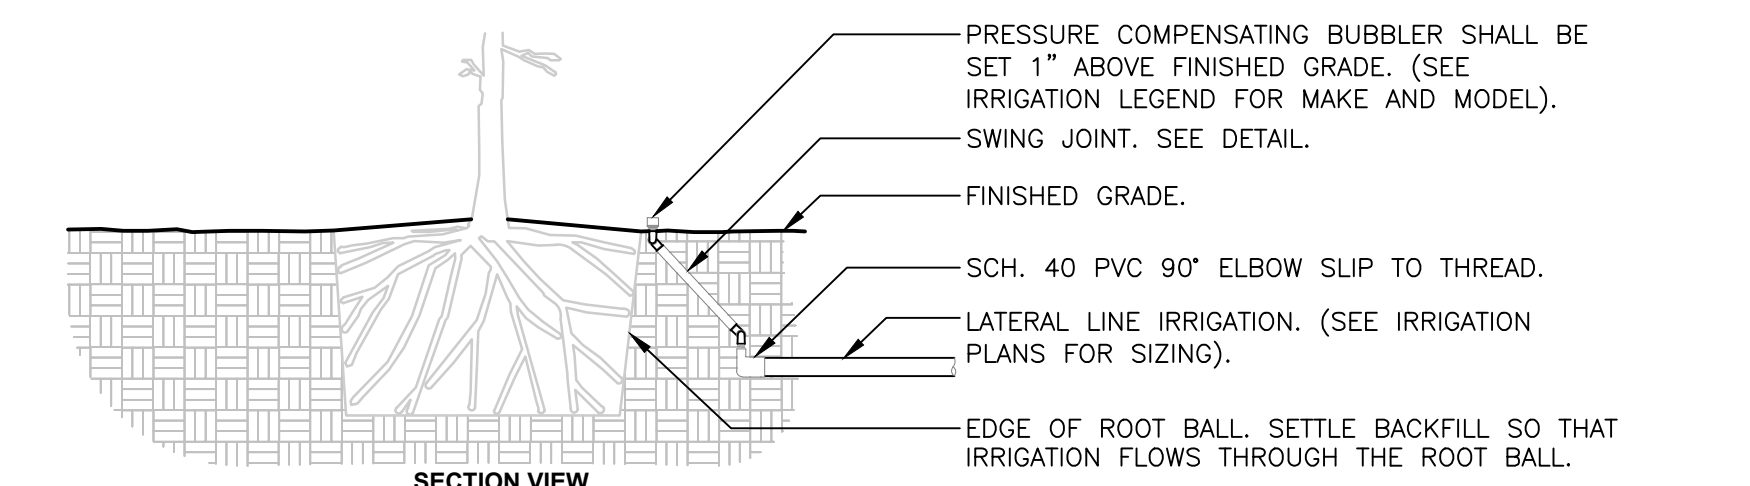 PRESSURE COMPENSATING BUBBLER SHALL BE
SET 1” ABOVE FINISHED GRADE. (SEE
IRRIGATION LEGEND FOR MAKE AND MODEL).
SWING JOINT. SEE DETAIL.
FINISHED GRADE.
SCH. 40 PVC 90° ELBOW SLIP TO THREAD.
LATERAL LINE IRRIGATION. (SEE IRRIGATION
PLANS FOR SIZING).
EDGE OF ROOT BALL. SETTLE BACKFILL SO THAT
IRRIGATION FLOWS THROUGH THE ROOT BALL.
SECTION VIEW